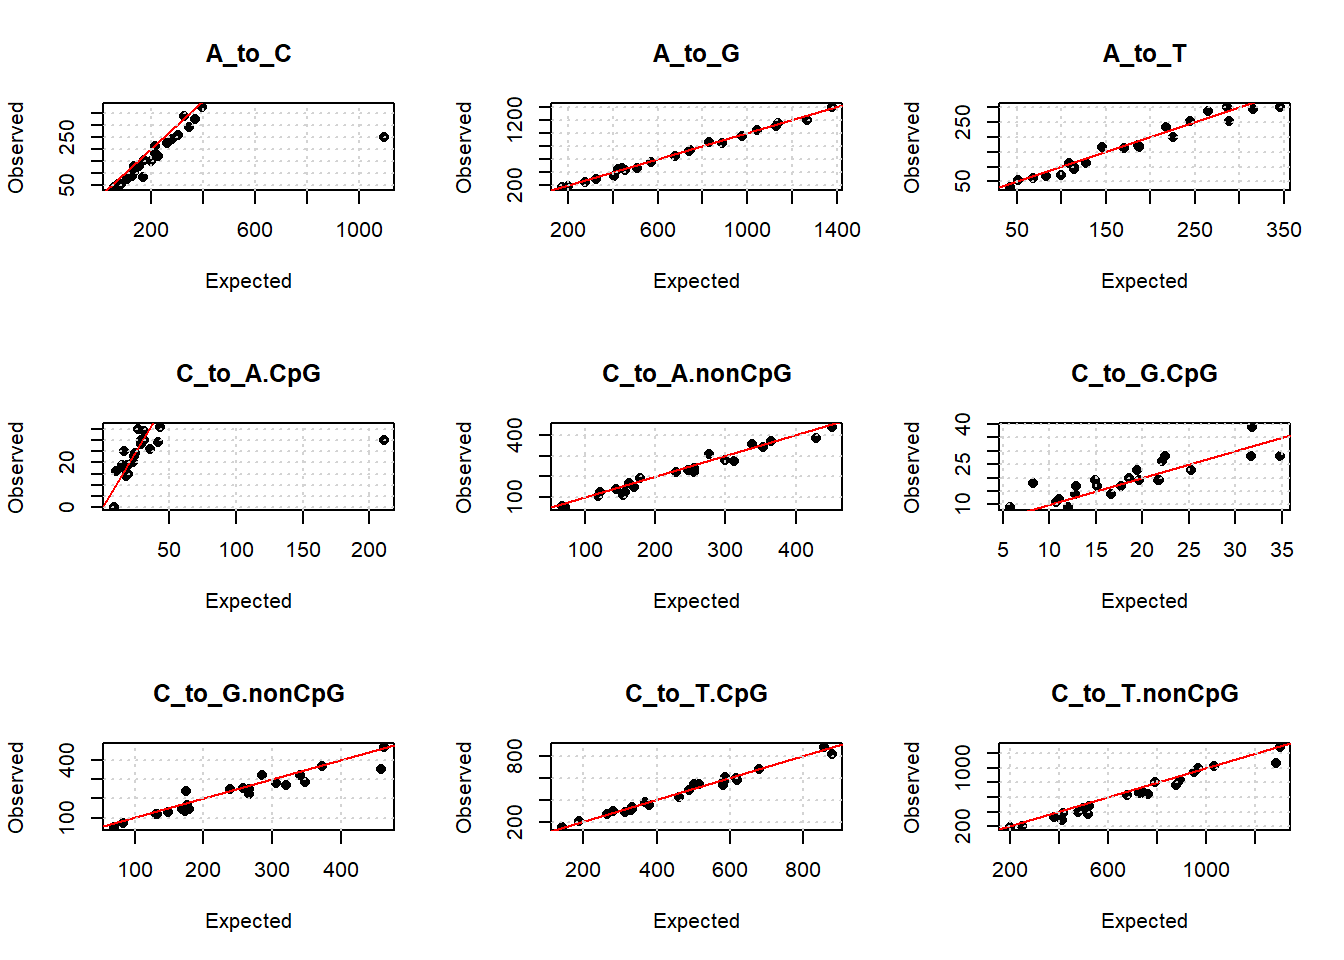 A_to_C
Observed
50
250
200
600
1000
Expected
A_to_G
Observed
200
1200
200
600
1000
1400
Expected
A_to_T
Observed
50
250
50
150
250
350
Expected
C_to_A.CpG
Observed
0
20
50
100
150
200
Expected
C_to_A.nonCpG
Observed
100
400
100
200
300
400
Expected
C_to_G.CpG
Observed
10
25
40
5
10
15
20
25
30
35
Expected
C_to_G.nonCpG
Observed
100
400
100
200
300
400
Expected
C_to_T.CpG
Observed
200
800
200
400
600
800
Expected
C_to_T.nonCpG
Observed
200
1000
200
600
1000
Expected